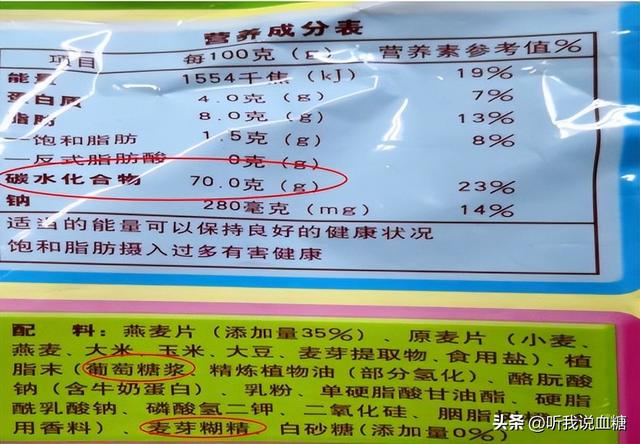 营养成分表
项目 每100克(g) 营养素参考值%
能量 1554千焦(kJ) 19%
蛋白质 4.0克(g) 7%
脂肪 8.0克(g) 13%
—饱和脂肪 1.5克(g) 8%
—反式脂肪酸 0克(g)
碳水化合物 70.0克(g) 23%
钠 280毫克(mg) 14%
适当的能量可以保持良好的健康状况
饱和脂肪摄入过多有害健康
配料:燕麦片(添加量35%)、原麦片(小麦、
燕麦、大米、玉米、大豆、麦芽提取物、食用盐)、植
脂末(葡萄糖浆、精炼植物油(部分氢化)、酪朊酸
钠(含牛奶蛋白)、乳粉、单硬脂酸甘油酯、硬脂
酰乳酸钠、磷酸氢二钾、二氧化硅、胭脂
用香料)、麦芽糊精、白砂糖(添加量0%)
头条 @听我说血糖